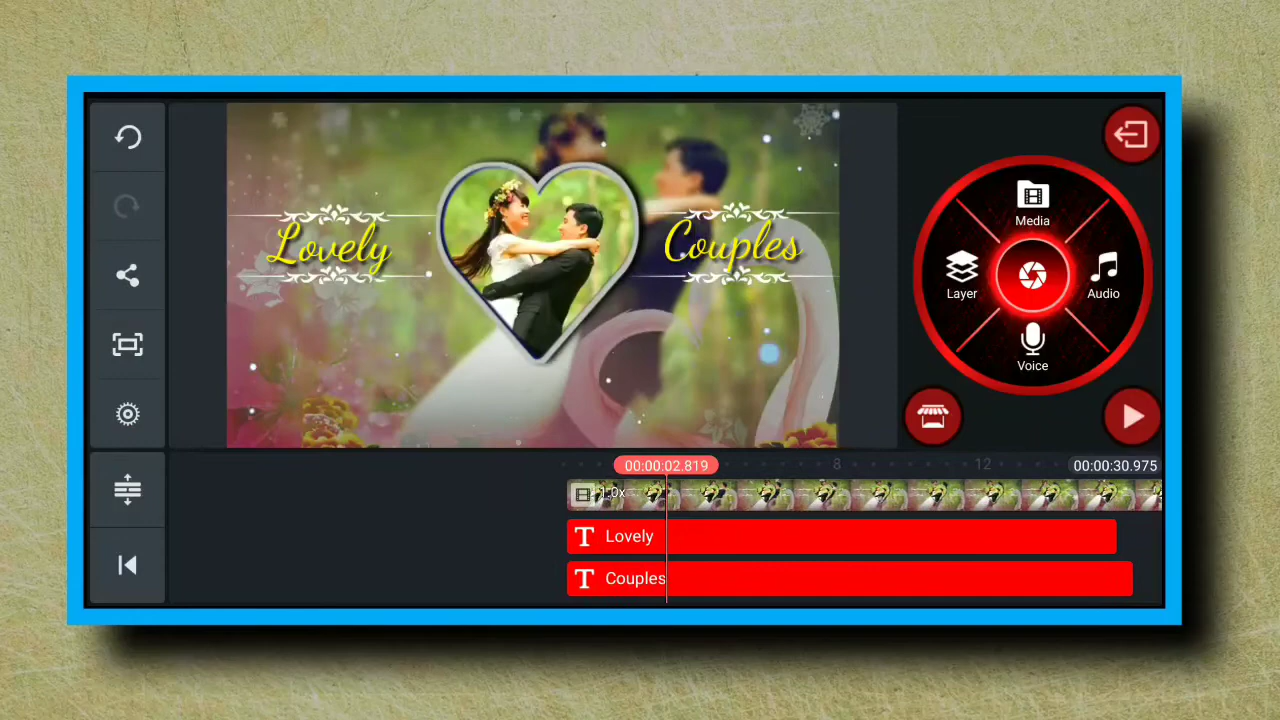 Lovely
Couples
Media
Layer
Audio
Voice
00:00:02.819
8
12
00:00:30.975
1.0x
T Lovely
T Couples